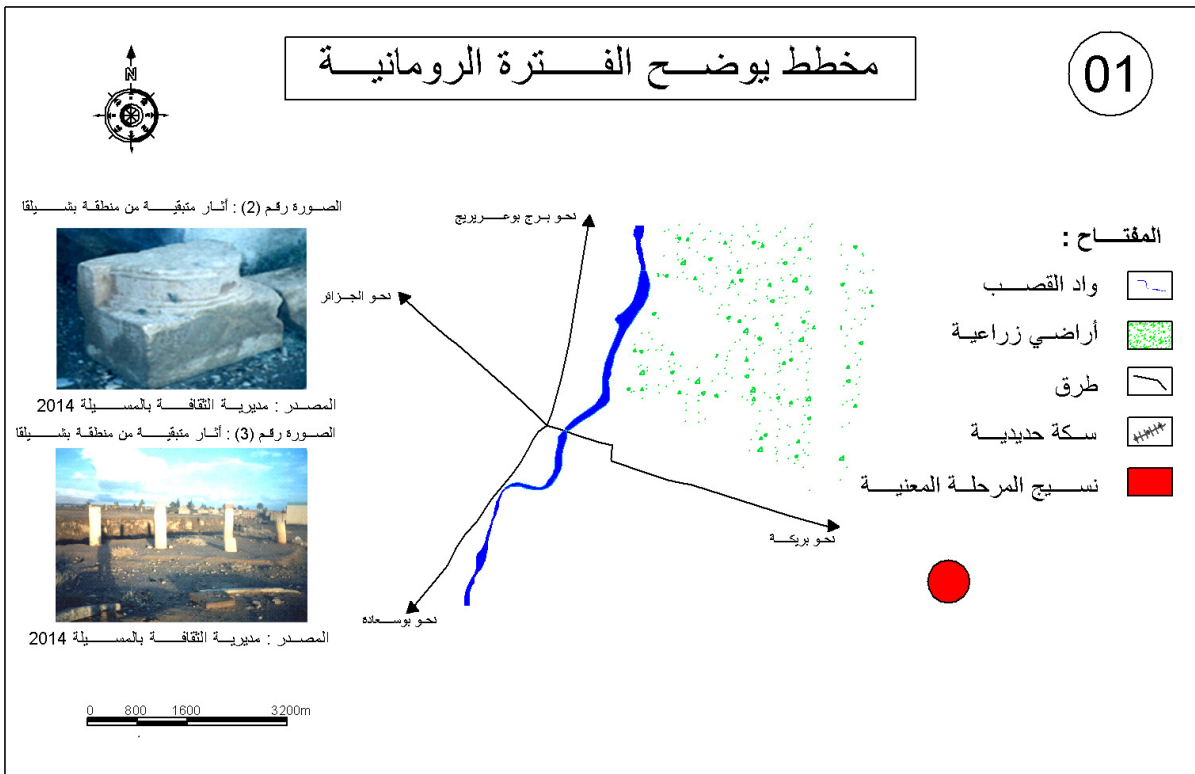 مخطط يوضح الفترة الرومانية
01
N
الصورة رقم (2) : أثار متبقية من منطقة بشيلقا
المصدر : مديرية الثقافة بالمسيلة 2014
الصورة رقم (3) : أثار متبقية من منطقة بشيلقا
المصدر : مديرية الثقافة بالمسيلة 2014
نحو برج بوعريريج
نحو الجزائر
نحو بريكة
نحو بوسعادة
المفتاح :
واد القصب
أراضي زراعية
طرق
سكة حديدية
نسيج المرحلة المعنية
0 800 1600 3200m